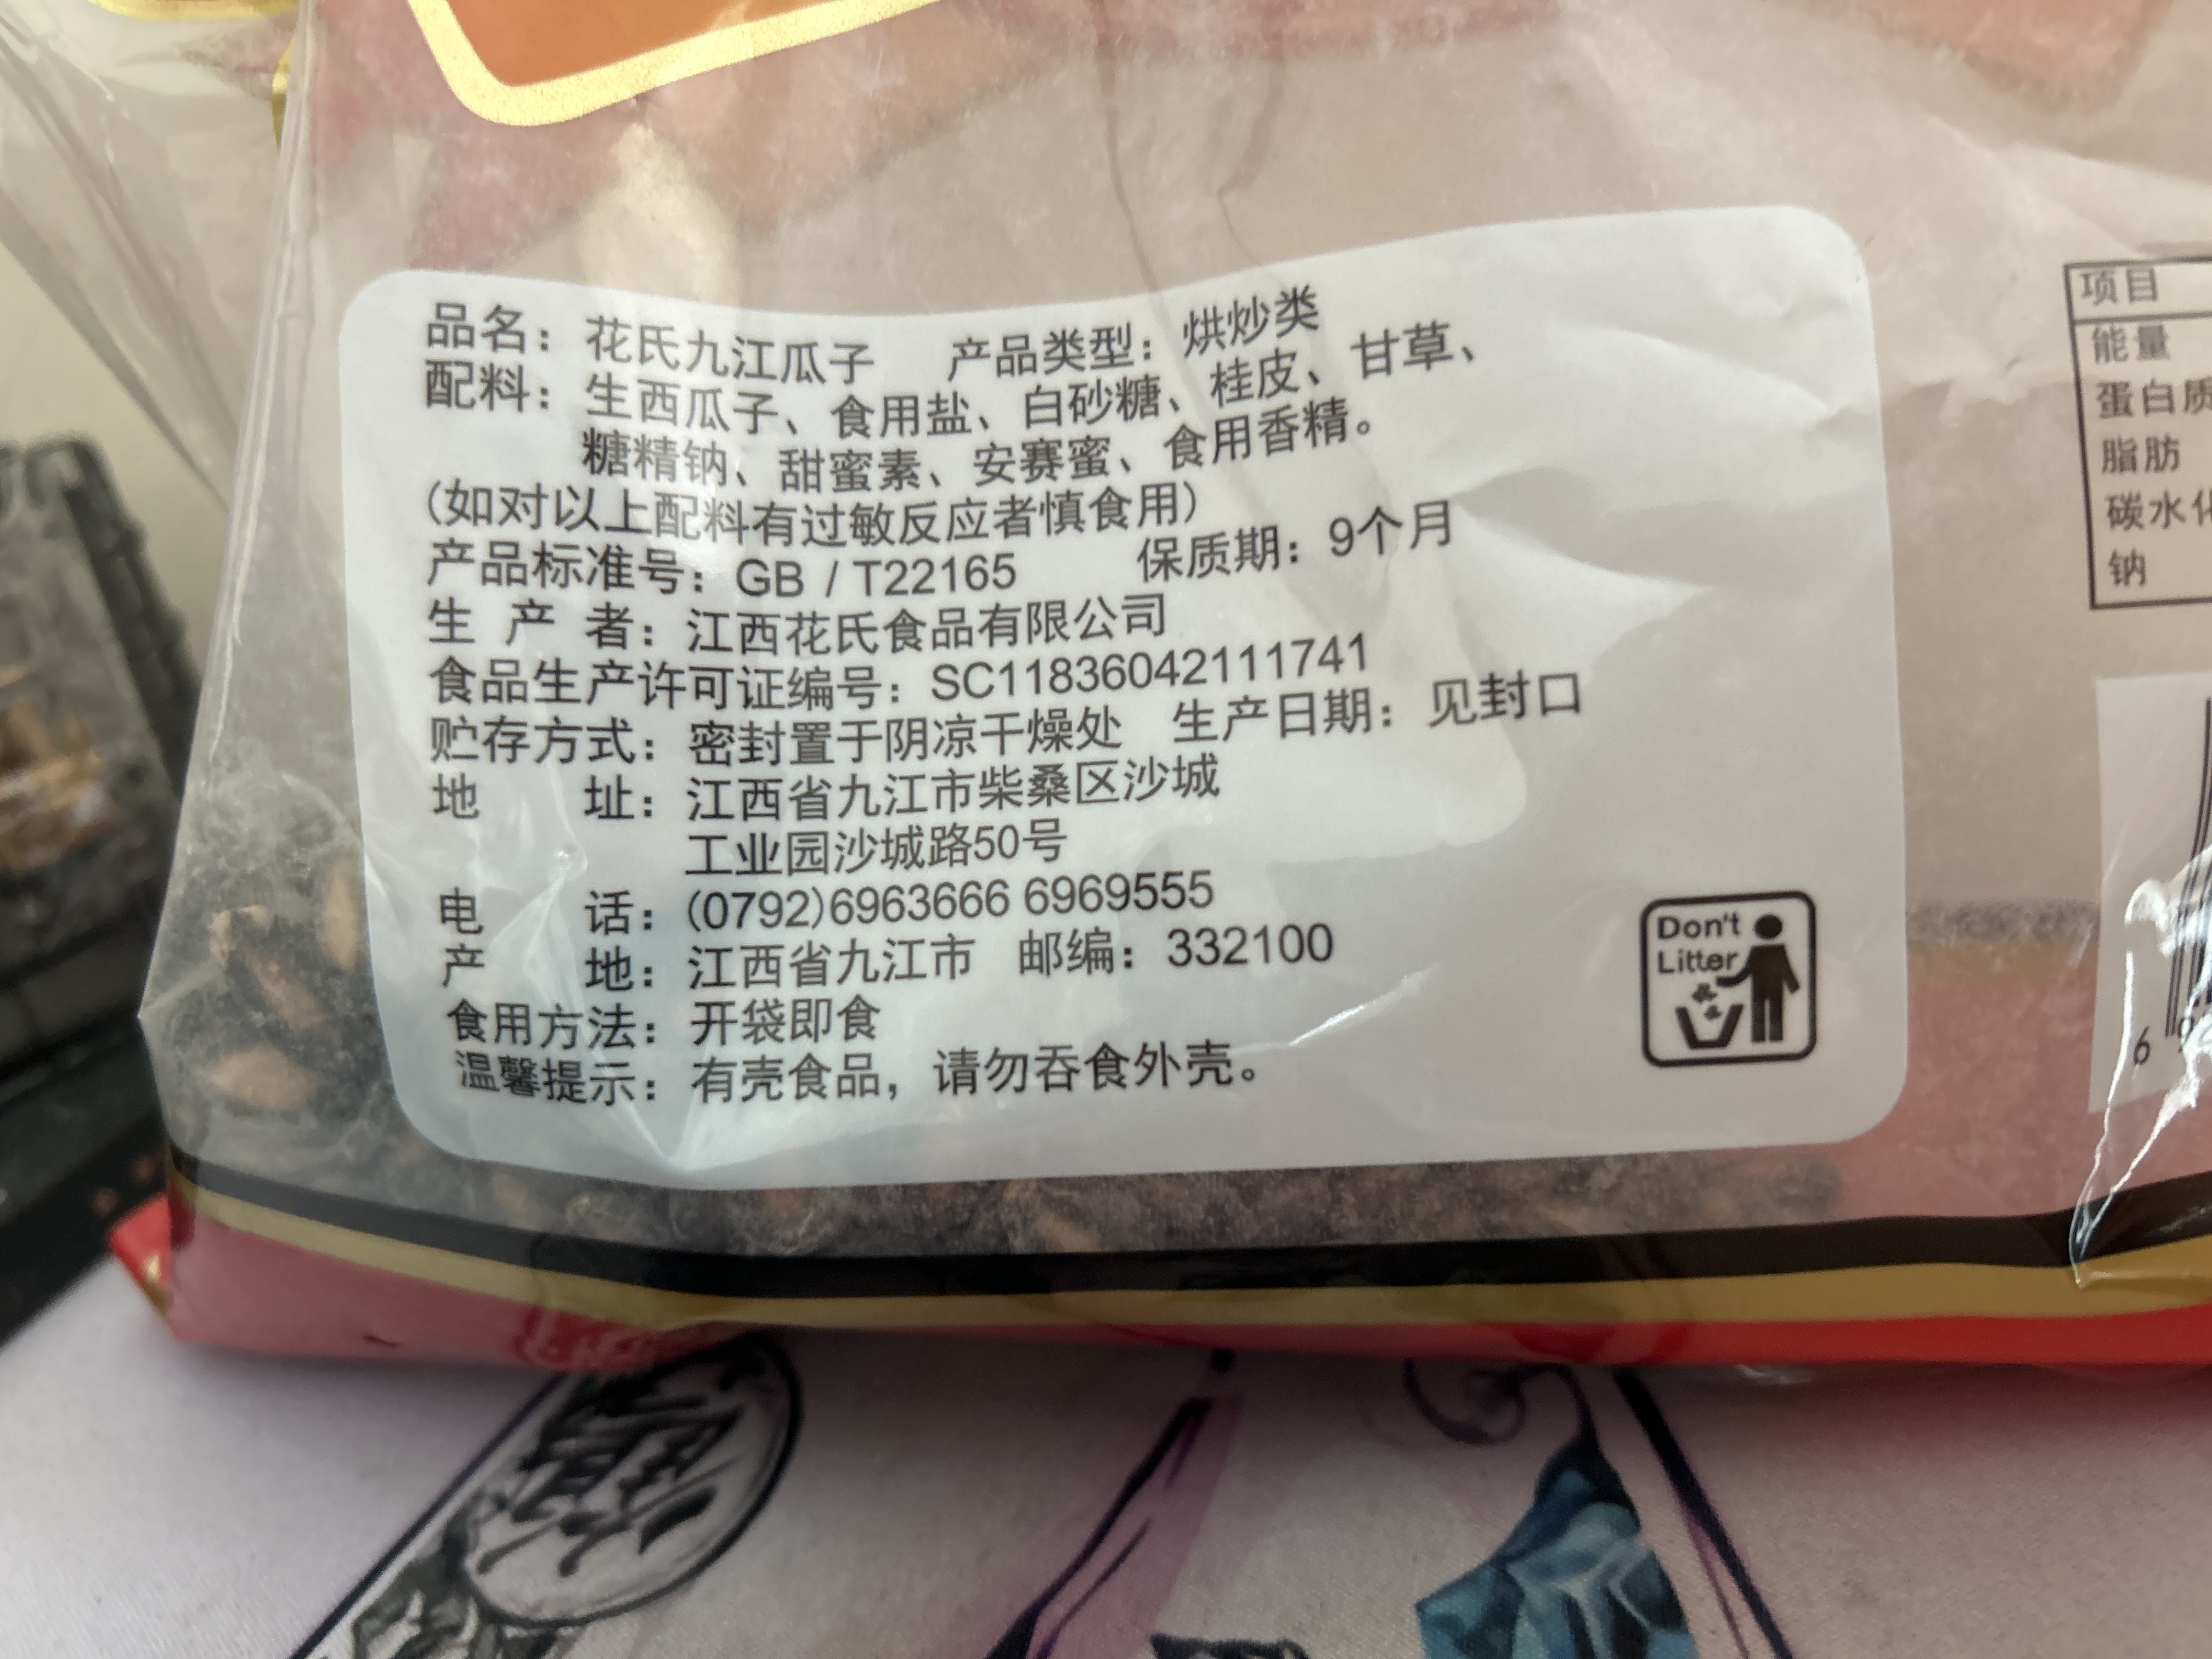 品名：花氏九江瓜子 产品类型：烘炒类
配料：生西瓜子、食用盐、白砂糖、桂皮、甘草、
糖精钠、甜蜜素、安赛蜜、食用香精。
(如对以上配料有过敏反应者慎食用)
产品标准号：GB / T22165 保质期：9个月
生产者：江西花氏食品有限公司
食品生产许可证编号：SC11836042111741
贮存方式：密封置于阴凉干燥处 生产日期：见封口
地址：江西省九江市柴桑区沙城
工业园沙城路50号
电话：(0792)6963666 6969555
产地：江西省九江市 邮编：332100
食用方法：开袋即食
温馨提示：有壳食品，请勿吞食外壳。
Don't
Litter
项目
能量
蛋白质
脂肪
碳水化
钠
6